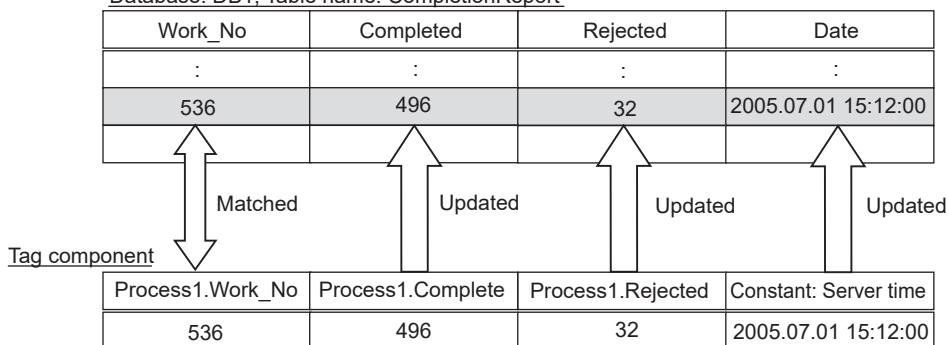 Database: DB1, Table name: CompletionReport
Work_No Completed Rejected Date
: : : :
536 496 32 2005.07.01 15:12:00
Matched Updated Updated Updated
Tag component
Process1.Work_No Process1.Complete Process1.Rejected Constant: Server time
536 496 32 2005.07.01 15:12:00